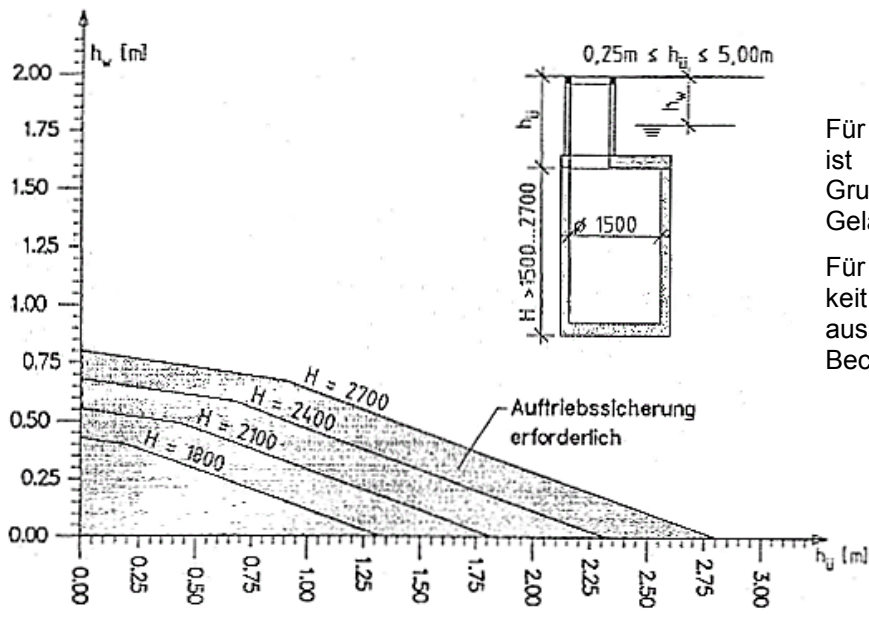 h_w [m]
2.00
1.75
1.50
1.25
1.00
0.75
0.50
0.25
0.00
0.00
0.25
0.50
0.75
1.00
1.25
1.50
1.75
2.00
2.25
2.50
2.75
3.00
h_ü [m]
H = 2700
H = 2400
H = 2100
H = 1800
Auftriebssicherung
erforderlich
0,25m ≤ h_ü ≤ 5,00m
h_ü
h_w
H >1500...2700
ø 1500
Für
ist
Gru
Gela
Für
keit
aus
Bec